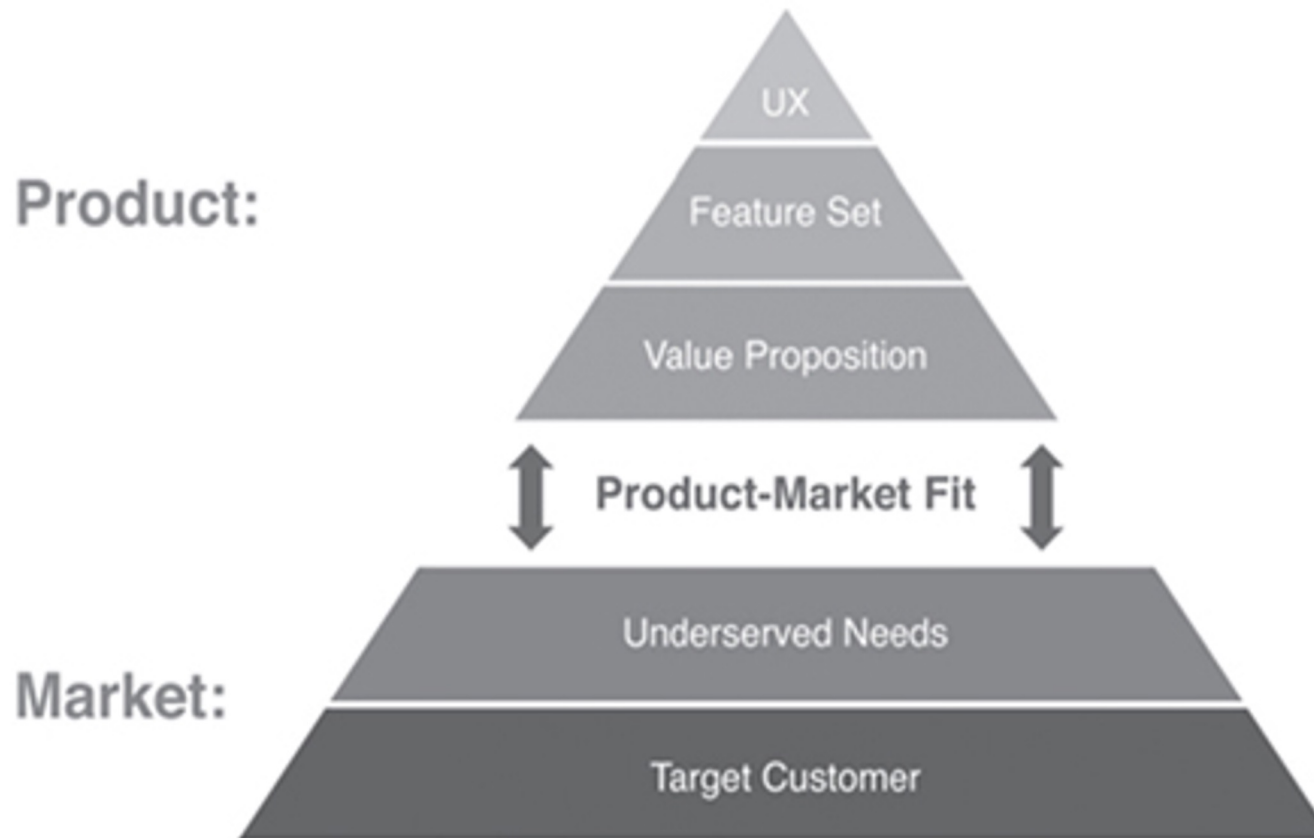 UX
Product:
Feature Set
Value Proposition
Product-Market Fit
Underserved Needs
Market:
Target Customer